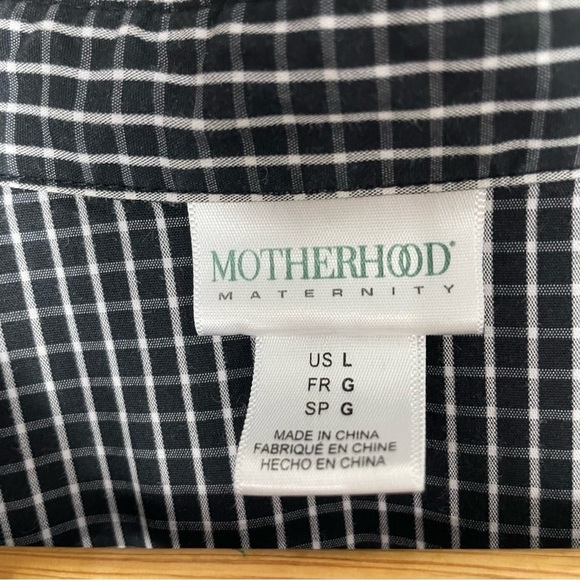 MOTHERHOOD®
MATERNITY
US L
FR G
SP G
MADE IN CHINA
FABRIQUÉ EN CHINE
HECHO EN CHINA